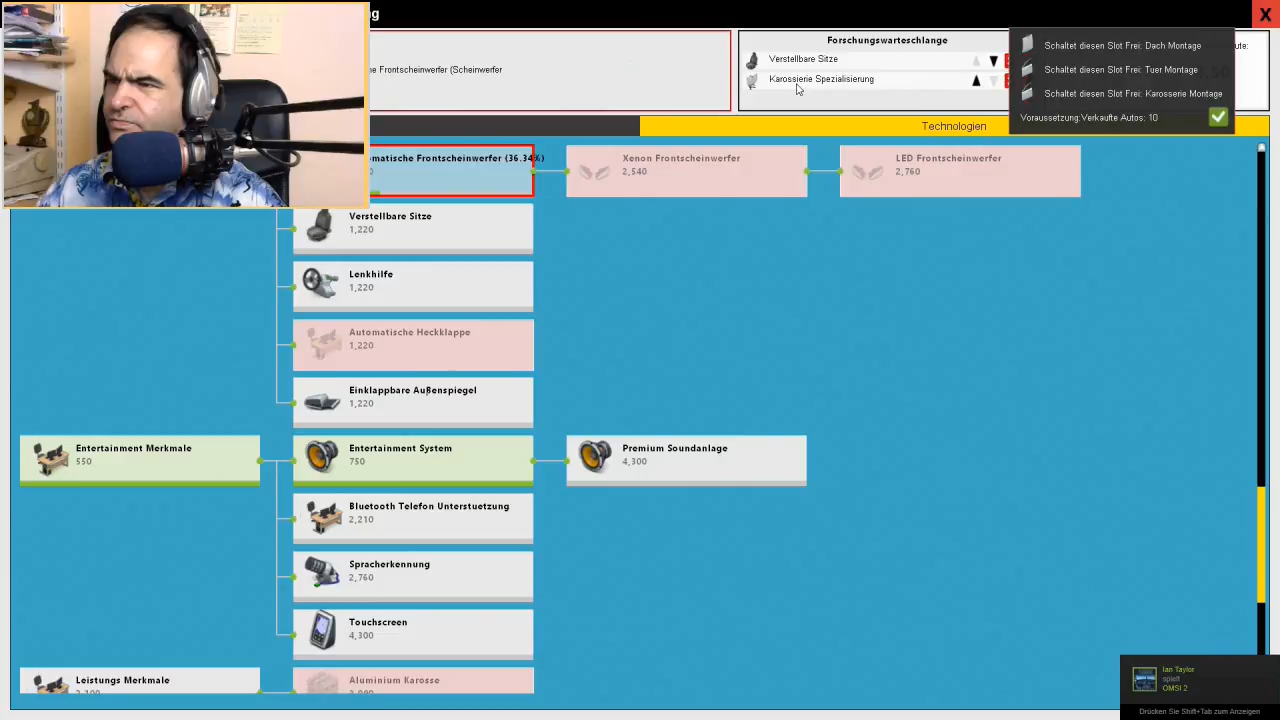 ng
X
he Frontscheinwerfer (Scheinwerfer
Forschungswarteschlange
Verstellbare Sitze
Karossierie Spezialisierung
ute:
Schaltet diesen Slot Frei: Dach Montage
Schaltet diesen Slot Frei: Tuer Montage
Schaltet diesen Slot Frei: Karosserie Montage
Voraussetzung:Verkaufte Autos: 10
Technologien
omatische Frontscheinwerfer (36.34%)
Xenon Frontscheinwerfer
2,540
LED Frontscheinwerfer
2,760
Verstellbare Sitze
1,220
Lenkhilfe
1,220
Automatische Heckklappe
1,220
Einklappbare Außenspiegel
1,220
Entertainment Merkmale
550
Entertainment System
750
Premium Soundanlage
4,300
Bluetooth Telefon Unterstuetzung
2,210
Spracherkennung
2,760
Touchscreen
4,300
Leistungs Merkmale
Aluminium Karosse
Ian Taylor
spielt
OMSI 2
Drücken Sie Shift+Tab zum Anzeigen